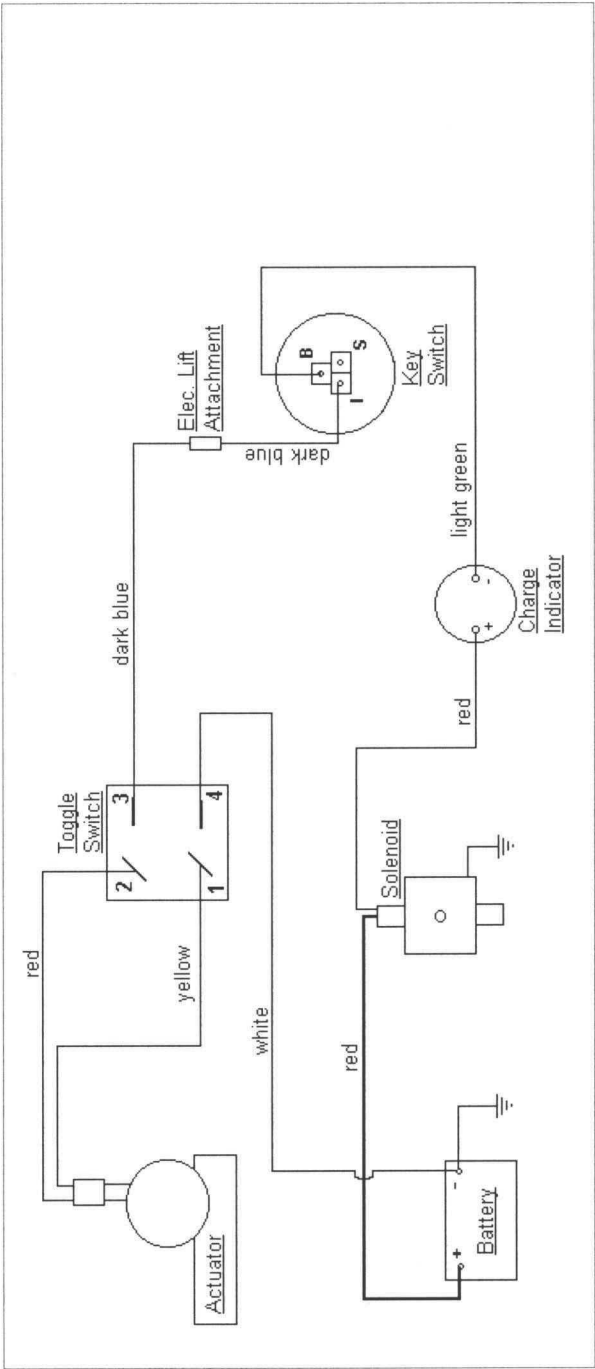 Toggle
Switch
2
3
1
4
red
yellow
dark blue
Elec. Lift
Attachment
dark blue
B
S
I
Key
Switch
Actuator
white
red
Solenoid
red
light green
+
-
Charge
Indicator
+
-
Battery